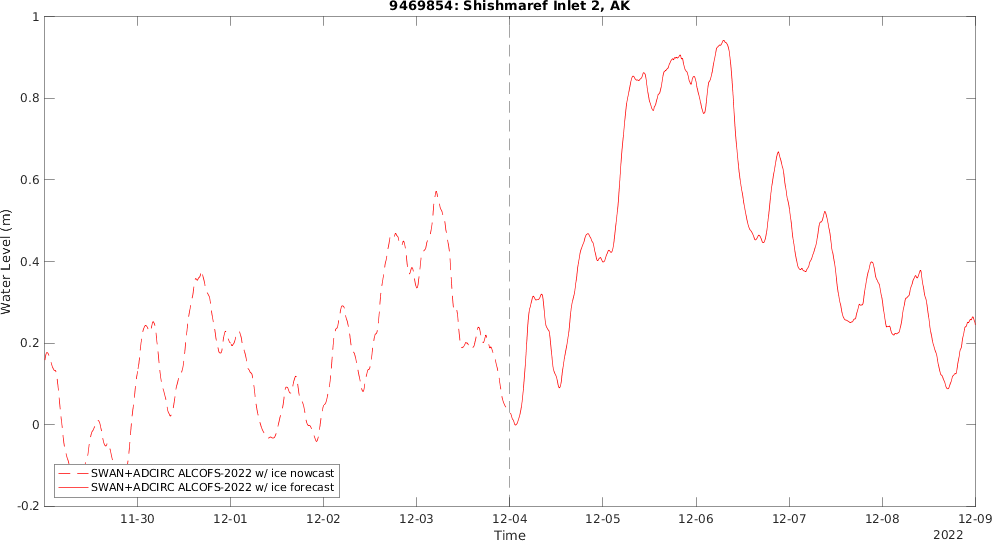 9469854: Shishmaref Inlet 2, AK
1
0.8
0.6
0.4
0.2
0
-0.2
Water Level (m)
SWAN+ADCIRC ALCOFS-2022 w/ ice nowcast
SWAN+ADCIRC ALCOFS-2022 w/ ice forecast
11-30 12-01 12-02 12-03 12-04 12-05 12-06 12-07 12-08 12-09
Time
2022